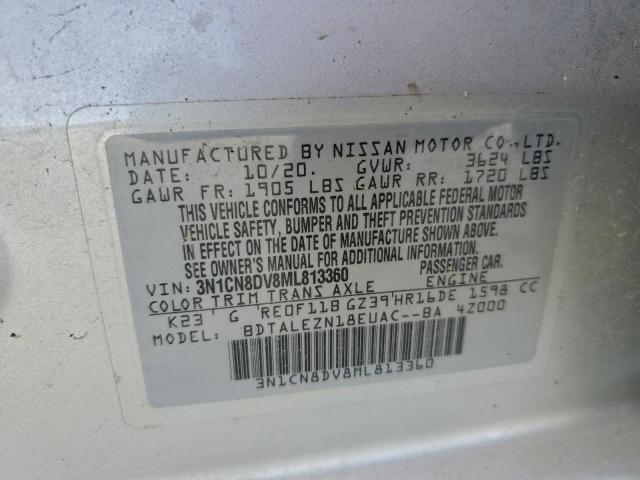 MANUFACTURED BY NISSAN MOTOR CO.,LTD.
DATE: 10/20. GVWR: 3624 LBS
GAWR FR: 1905 LBS GAWR RR: 1720 LBS
THIS VEHICLE CONFORMS TO ALL APPLICABLE FEDERAL MOTOR
VEHICLE SAFETY, BUMPER AND THEFT PREVENTION STANDARDS
IN EFFECT ON THE DATE OF MANUFACTURE SHOWN ABOVE.
SEE OWNER'S MANUAL FOR ADDITIONAL INFORMATION.
VIN: 3N1CN8DV8ML813360 PASSENGER CAR.
COLOR TRIM TRANS AXLE ENGINE
K23 G RE0F11B GZ39 HR16DE 1598 CC
MODEL: BDTALEZN18EUAC--BA 4Z000
3N1CN8DV8ML813360